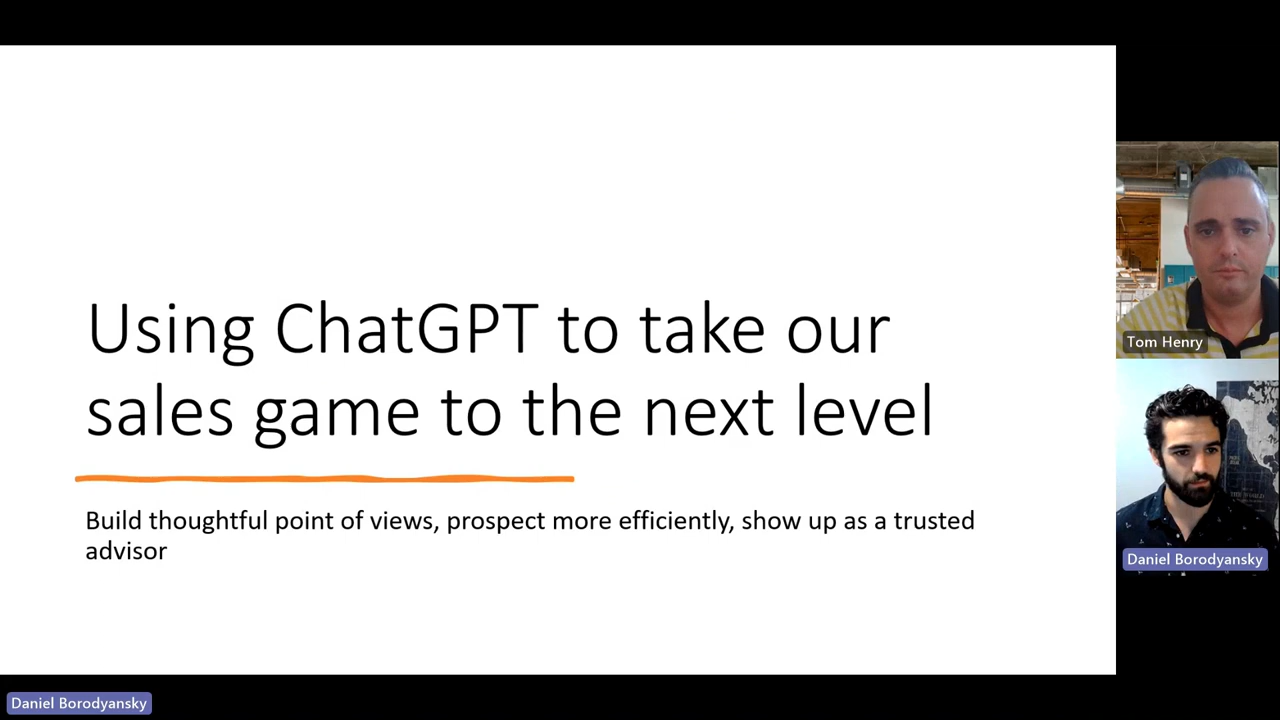 Using ChatGPT to take our
sales game to the next level
Build thoughtful point of views, prospect more efficiently, show up as a trusted
advisor
Tom Henry
Daniel Borodyansky
Daniel Borodyansky